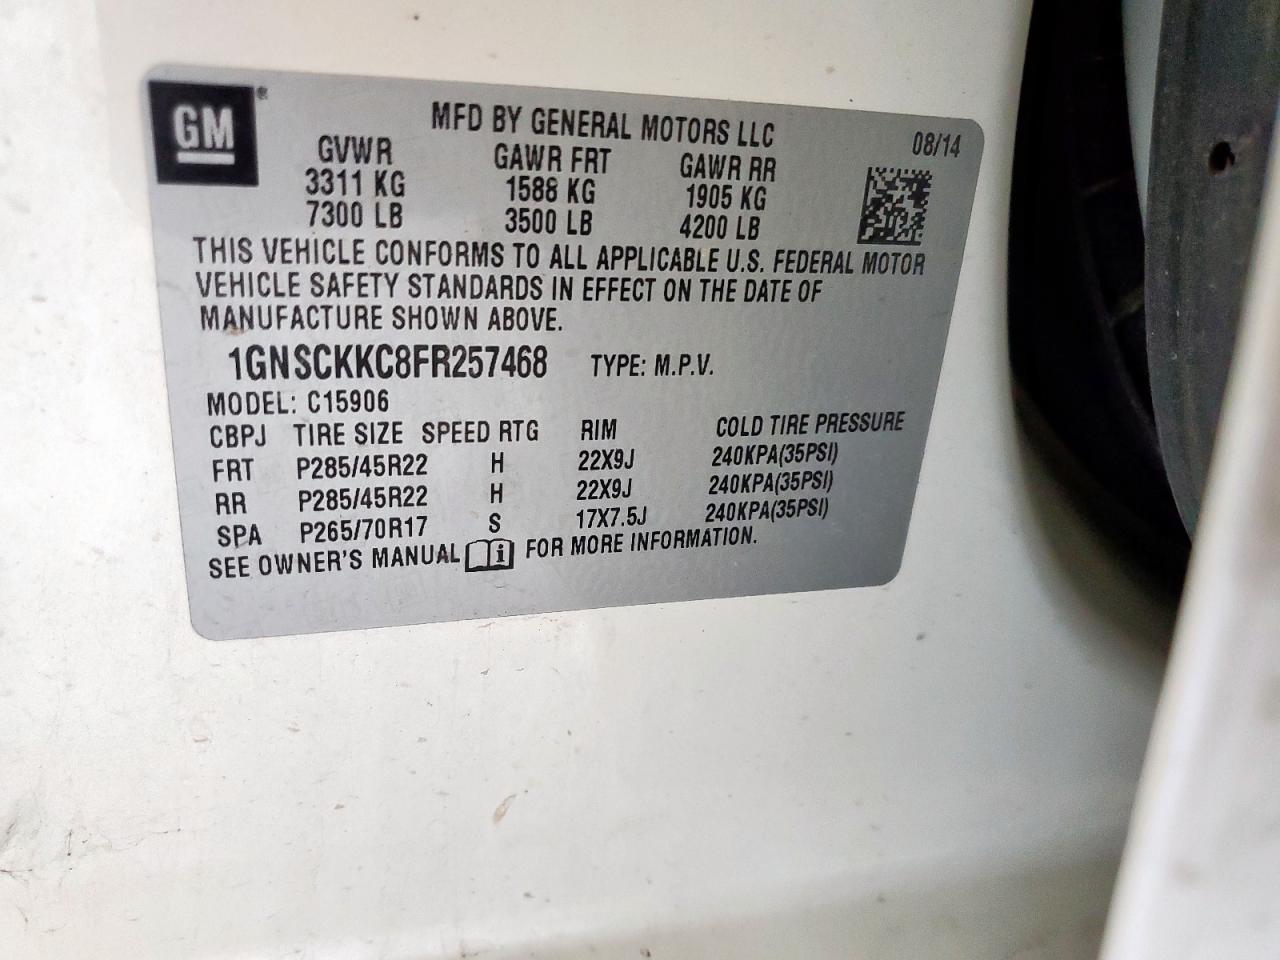 GM®
MFD BY GENERAL MOTORS LLC
08/14
GVWR GAWR FRT GAWR RR
3311 KG 1588 KG 1905 KG
7300 LB 3500 LB 4200 LB
THIS VEHICLE CONFORMS TO ALL APPLICABLE U.S. FEDERAL MOTOR
VEHICLE SAFETY STANDARDS IN EFFECT ON THE DATE OF
MANUFACTURE SHOWN ABOVE.
1GNSCKKC8FR257468 TYPE: M.P.V.
MODEL: C15906
CBPJ TIRE SIZE SPEED RTG RIM COLD TIRE PRESSURE
FRT P285/45R22 H 22X9J 240KPA(35PSI)
RR P285/45R22 H 22X9J 240KPA(35PSI)
SPA P265/70R17 S 17X7.5J 240KPA(35PSI)
SEE OWNER'S MANUAL i FOR MORE INFORMATION.